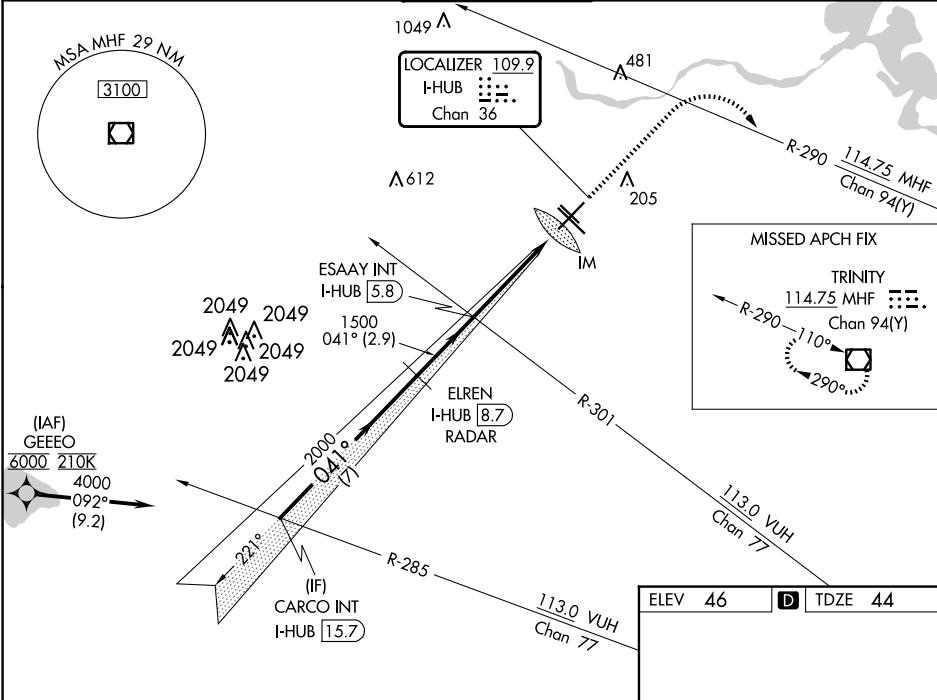 MSA MHF 29 NM
3100
1049
LOCALIZER 109.9
I-HUB
Chan 36
481
612
205
R-290
114.75 MHF
Chan 94(Y)
IM
MISSED APCH FIX
TRINITY
114.75 MHF
Chan 94(Y)
R-290
110°
290°
ESAAY INT
I-HUB 5.8
1500
041° (2.9)
2049
2049
2049
2049
2049
ELREN
I-HUB 8.7
RADAR
R-301
113.0 VUH
Chan 77
(IAF)
GEEEO
6000 210K
4000
092°
(9.2)
2000
041°
(7)
221°
(IF)
CARCO INT
I-HUB 15.7
R-285
113.0 VUH
Chan 77
ELEV 46 D TDZE 44